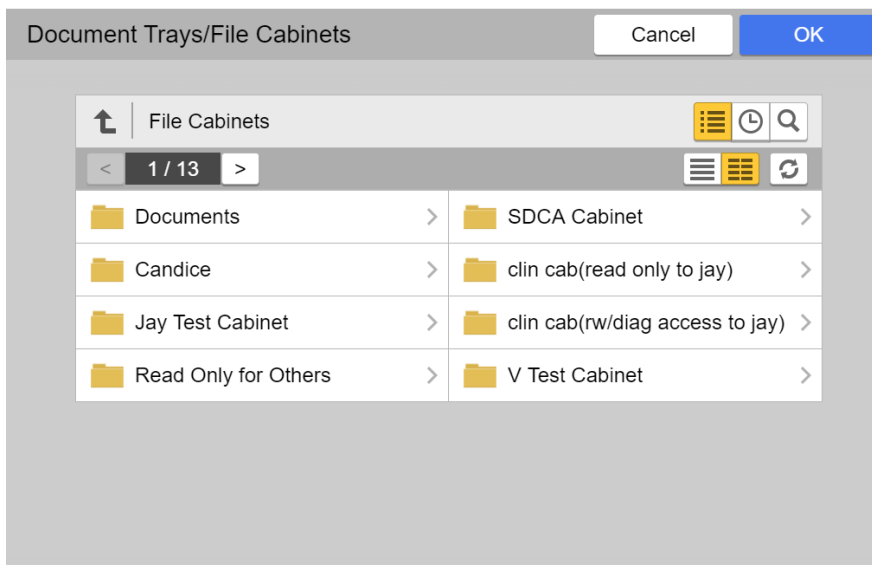 Document Trays/File Cabinets
Cancel
OK
File Cabinets
< 1 / 13 >
Documents
SDCA Cabinet
Candice
clin cab(read only to jay)
Jay Test Cabinet
clin cab(rw/diag access to jay)
Read Only for Others
V Test Cabinet